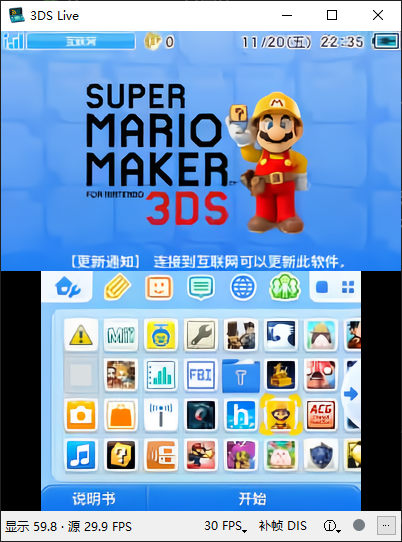 3DS Live
互联网
0
11/20(五) 22:35
SUPER
MARIO
MAKER
FOR NINTENDO
3DS
【更新通知】 连接到互联网可以更新此软件。
Mii
FBI
T
h
ACG
说明书
开始
显示 59.8 · 源 29.9 FPS
30 FPS
补帧 DIS